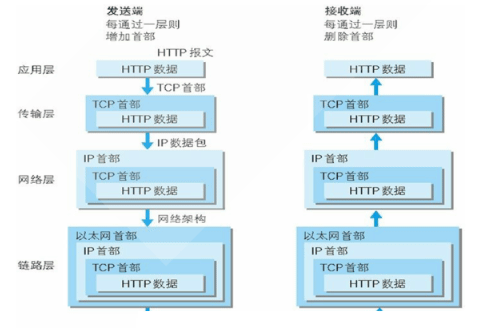 发送端
每通过一层则
增加首部
接收端
每通过一层则
删除首部
HTTP 报文
应用层
HTTP 数据
HTTP 数据
TCP 首部
传输层
TCP 首部
HTTP 数据
TCP 首部
HTTP 数据
IP 数据包
网络层
IP 首部
TCP 首部
HTTP 数据
IP 首部
TCP 首部
HTTP 数据
网络架构
链路层
以太网首部
IP 首部
TCP 首部
HTTP 数据
以太网首部
IP 首部
TCP 首部
HTTP 数据